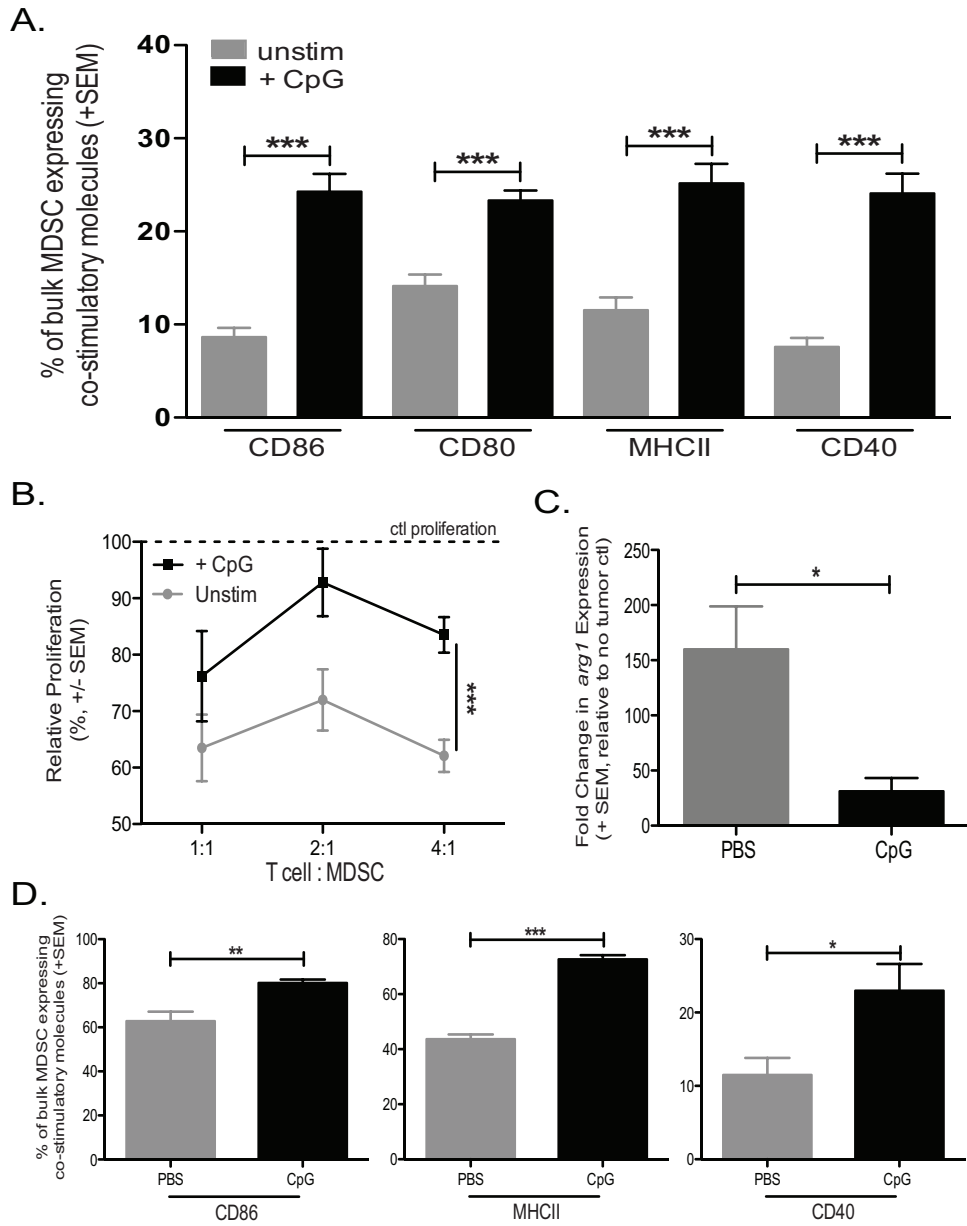 A.
% of bulk MDSC expressing
co-stimulatory molecules (+SEM)
40
30
20
10
0
unstim
+ CpG
***
***
***
***
CD86
CD80
MHCII
CD40
B.
Relative Proliferation
(%, +/- SEM)
100
90
80
70
60
50
ctl proliferation
+ CpG
Unstim
***
1:1
2:1
4:1
T cell : MDSC
C.
Fold Change in arg1 Expression
(+ SEM, relative to no tumor ctl)
250
200
150
100
50
0
*
PBS
CpG
D.
% of bulk MDSC expressing
co-stimulatory molecules (+SEM)
100
80
60
40
20
0
**
PBS
CpG
CD86
80
60
40
20
0
***
PBS
CpG
MHCII
30
20
10
0
*
PBS
CpG
CD40